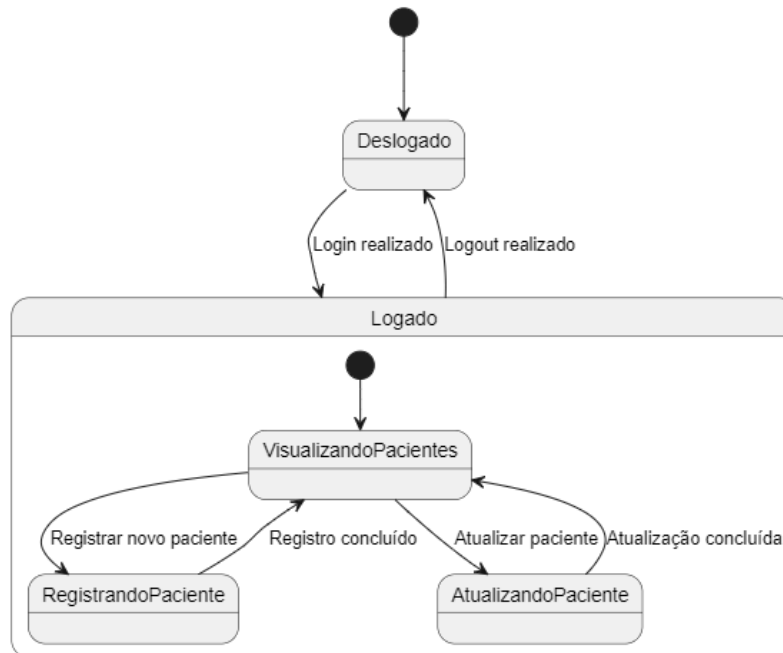 Deslogado
Login realizado
Logout realizado
Logado
VisualizandoPacientes
Registrar novo paciente
Registro concluído
Atualizar paciente
Atualização concluída
RegistrandoPaciente
AtualizandoPaciente